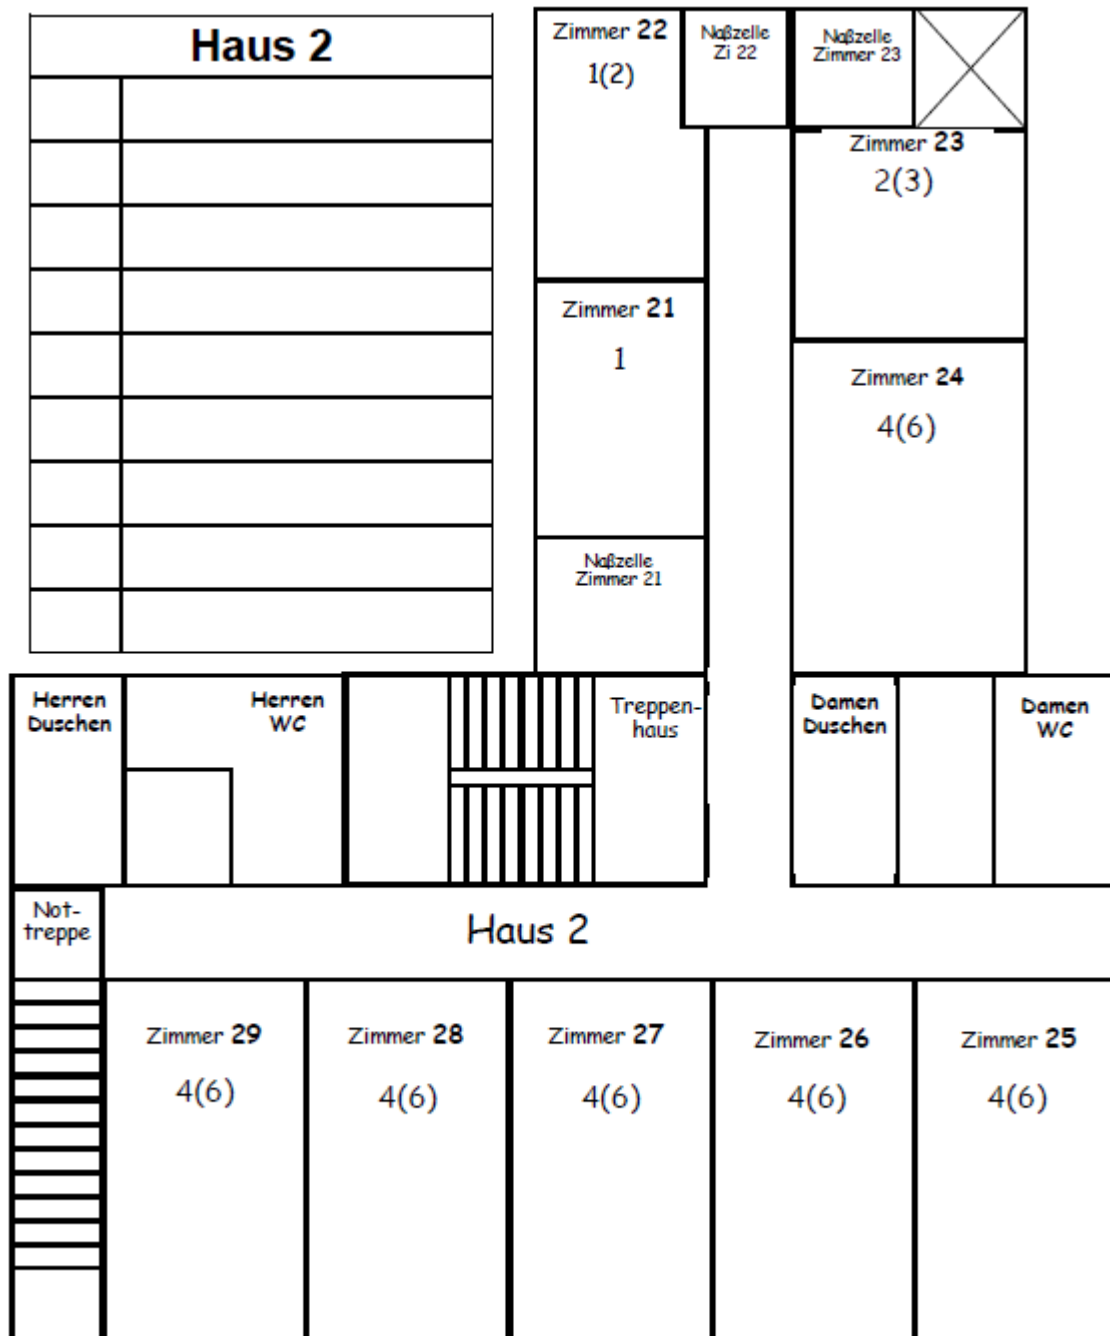 Haus 2
Zimmer 22
1(2)
Naßzelle
Zi 22
Naßzelle
Zimmer 23
Zimmer 23
2(3)
Zimmer 21
1
Zimmer 24
4(6)
Naßzelle
Zimmer 21
Herren
Duschen
Herren
WC
Treppen-
haus
Damen
Duschen
Damen
WC
Not-
treppe
Haus 2
Zimmer 29
4(6)
Zimmer 28
4(6)
Zimmer 27
4(6)
Zimmer 26
4(6)
Zimmer 25
4(6)